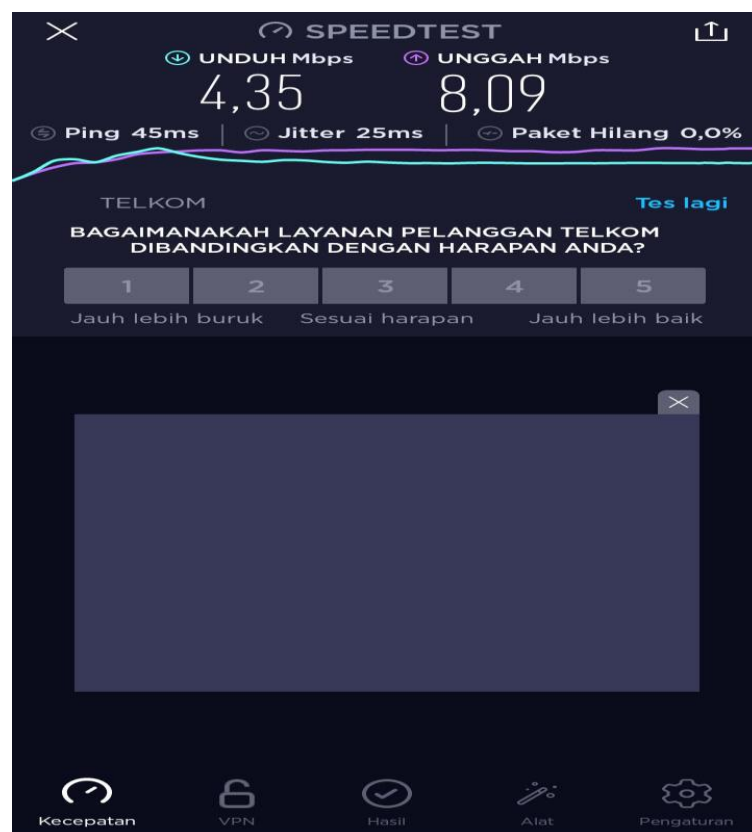 SPEEDTEST
UNDUH Mbps UNGGAH Mbps
4,35 8,09
Ping 45ms Jitter 25ms Paket Hilang 0,0%
TELKOM Tes lagi
BAGAIMANAKAH LAYANAN PELANGGAN TELKOM
DIBANDINGKAN DENGAN HARAPAN ANDA?
1 2 3 4 5
Jauh lebih buruk Sesuai harapan Jauh lebih baik
Kecepatan VPN Hasil Alat Pengaturan